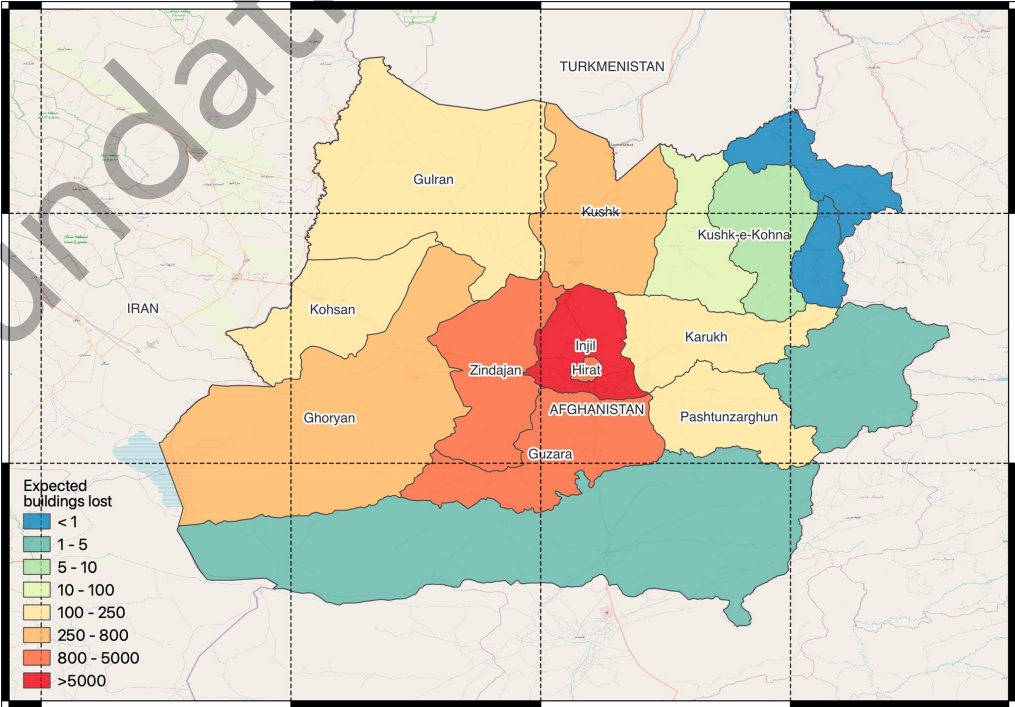 undat
TURKMENISTAN
Gulran
Kushk
Kushk-e-Kohna
IRAN
Kohsan
Injil
Karukh
Zindajan
Hirat
AFGHANISTAN
Ghoryan
Pashtunzarghun
Guzara
Expected
buildings lost
< 1
1 - 5
5 - 10
10 - 100
100 - 250
250 - 800
800 - 5000
>5000